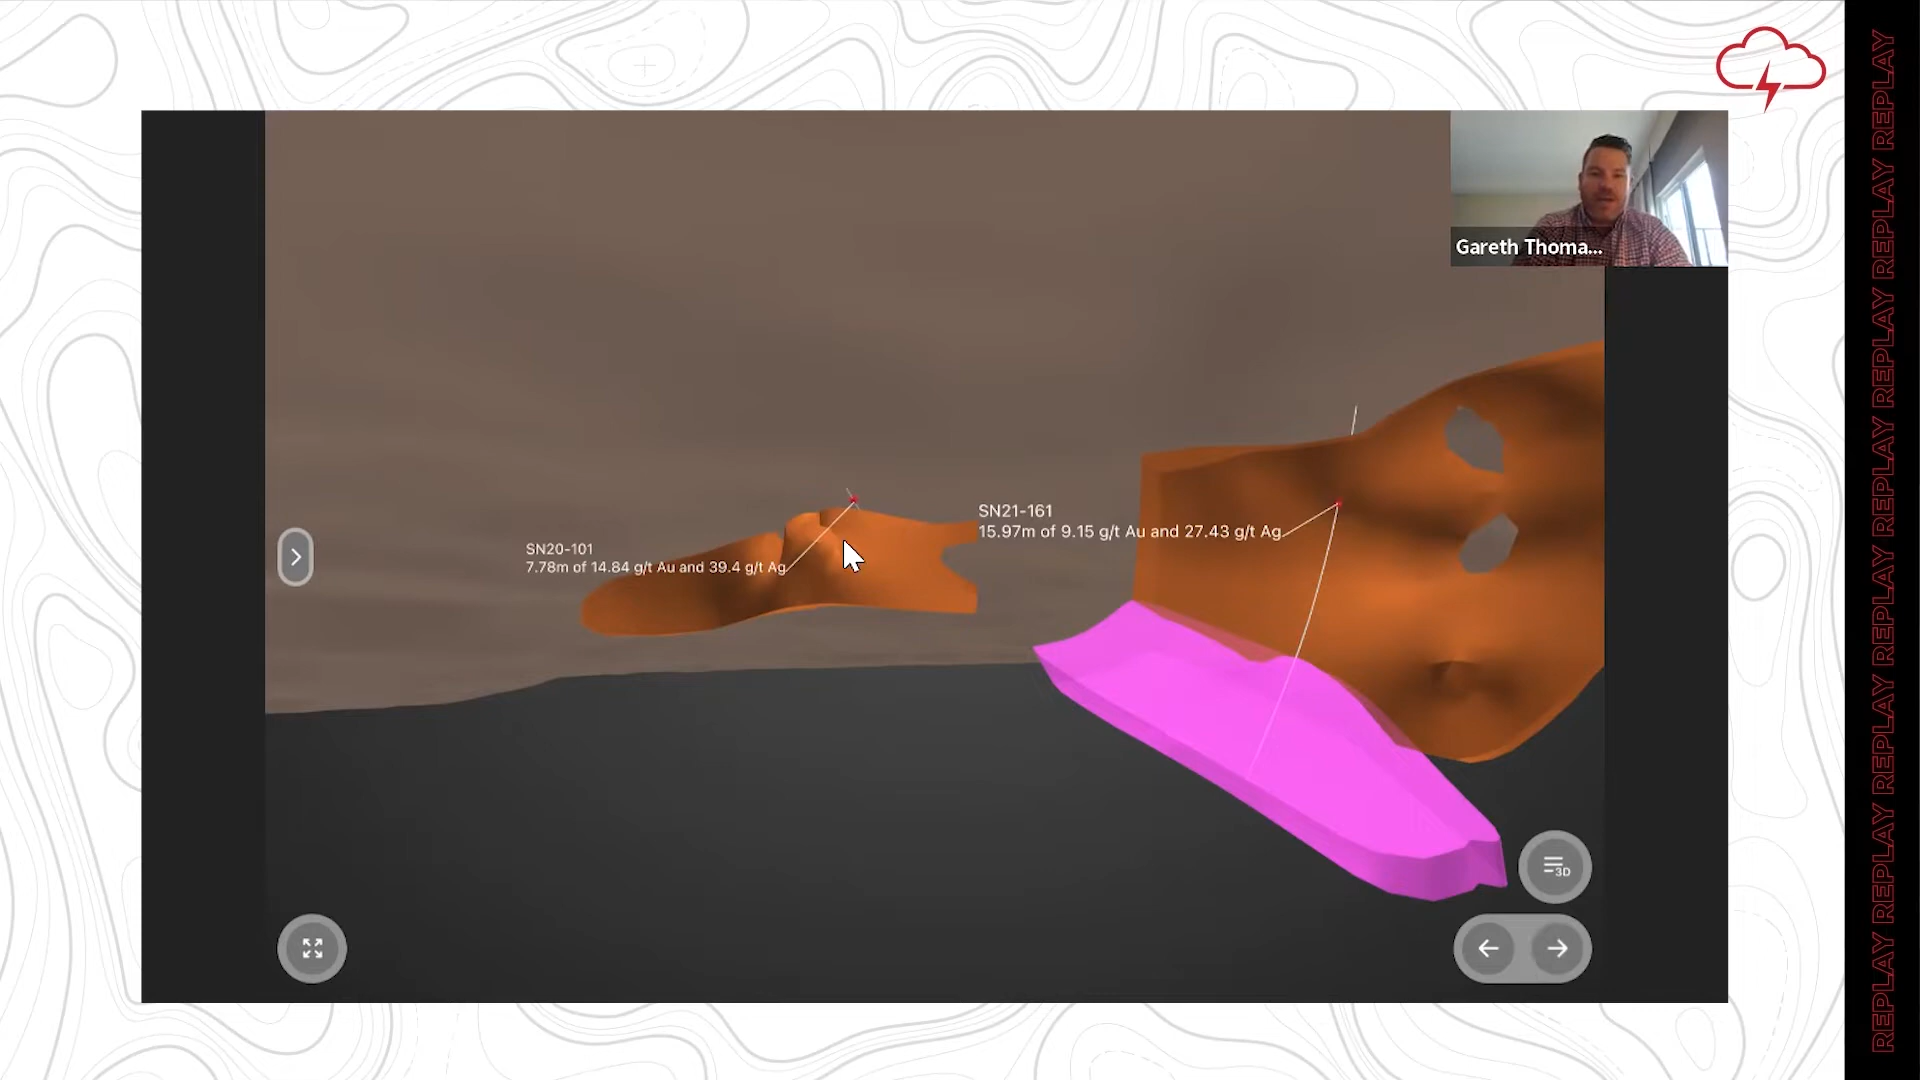 Gareth Thoma...
SN21-161
15.97m of 9.15 g/t Au and 27.43 g/t Ag
SN20-101
7.78m of 14.84 g/t Au and 39.4 g/t Ag
3D
REPLAY REPLAY REPLAY REPLAY REPLAY REPLAY REPLAY REPLAY